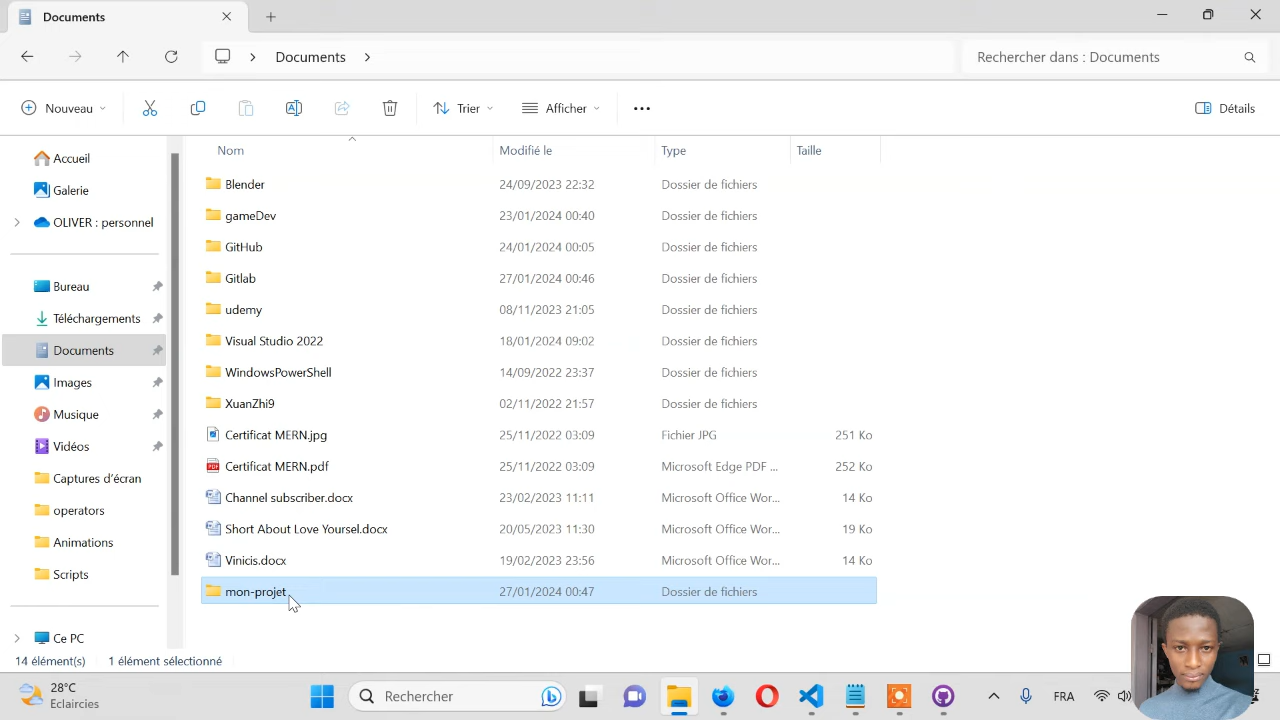 Documents
Documents
Rechercher dans : Documents
Nouveau
Trier
Afficher
Détails
Nom
Modifié le
Type
Taille
Accueil
Galerie
OLIVER : personnel
Bureau
Téléchargements
Documents
Images
Musique
Vidéos
Captures d'écran
operators
Animations
Scripts
Ce PC
Blender 24/09/2023 22:32 Dossier de fichiers
gameDev 23/01/2024 00:40 Dossier de fichiers
GitHub 24/01/2024 00:05 Dossier de fichiers
Gitlab 27/01/2024 00:46 Dossier de fichiers
udemy 08/11/2023 21:05 Dossier de fichiers
Visual Studio 2022 18/01/2024 09:02 Dossier de fichiers
WindowsPowerShell 14/09/2022 23:37 Dossier de fichiers
XuanZhi9 02/11/2022 21:57 Dossier de fichiers
Certificat MERN.jpg 25/11/2022 03:09 Fichier JPG 251 Ko
Certificat MERN.pdf 25/11/2022 03:09 Microsoft Edge PDF ... 252 Ko
Channel subscriber.docx 23/02/2023 11:11 Microsoft Office Wor... 14 Ko
Short About Love Yoursel.docx 20/05/2023 11:30 Microsoft Office Wor... 19 Ko
Vinicis.docx 19/02/2023 23:56 Microsoft Office Wor... 14 Ko
mon-projet 27/01/2024 00:47 Dossier de fichiers
14 élément(s) 1 élément sélectionné
28°C
Eclaircies
Rechercher
FRA